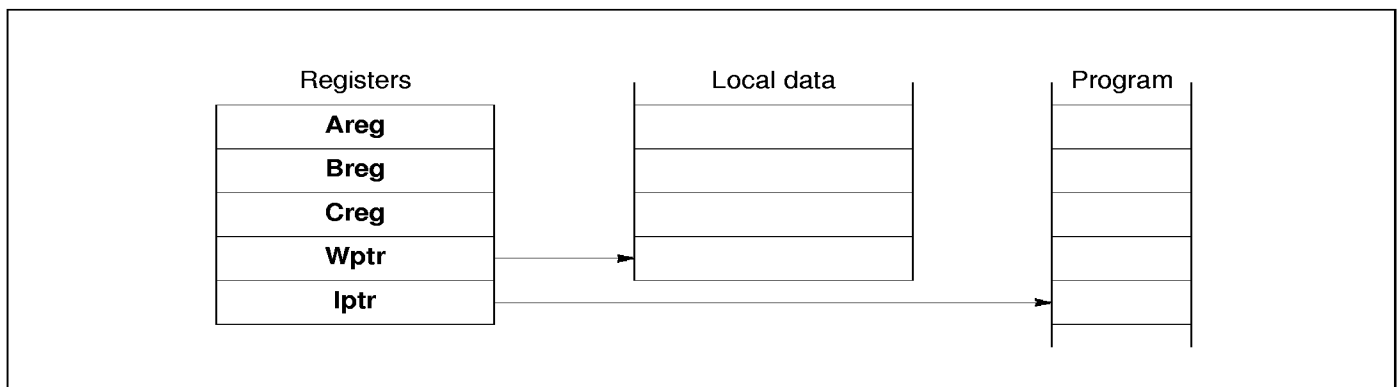 Registers
Local data
Program
Areg
Breg
Creg
Wptr
Iptr